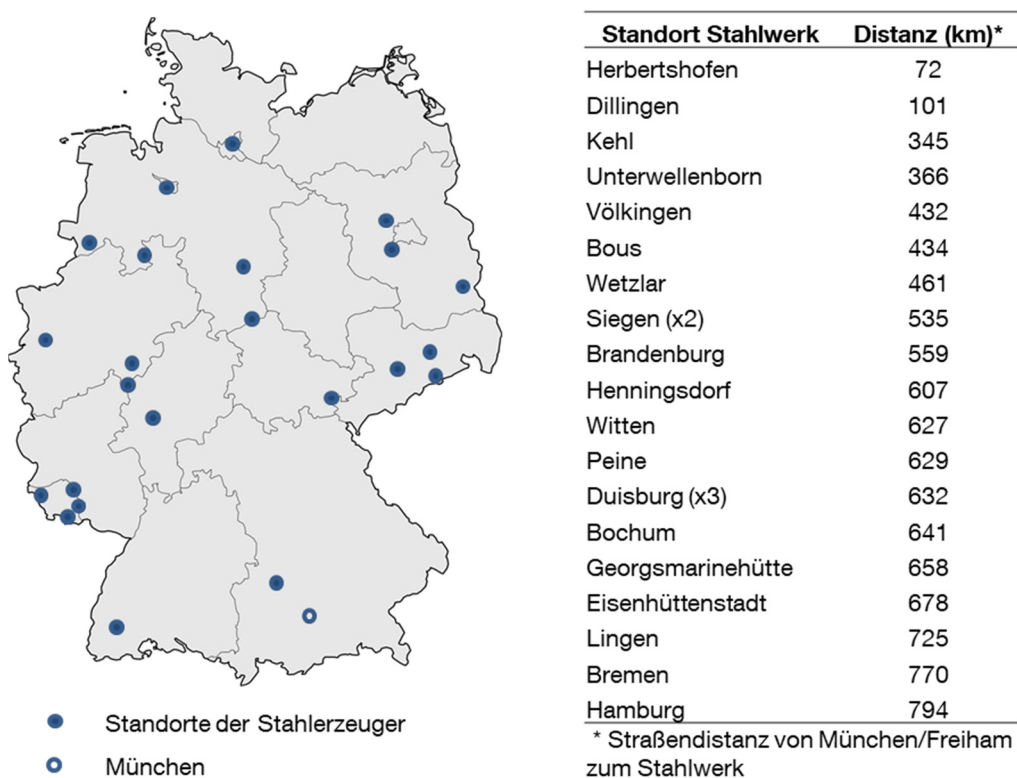 Standort Stahlwerk Distanz (km)*
Herbertshofen 72
Dillingen 101
Kehl 345
Unterwellenborn 366
Völkingen 432
Bous 434
Wetzlar 461
Siegen (x2) 535
Brandenburg 559
Henningsdorf 607
Witten 627
Peine 629
Duisburg (x3) 632
Bochum 641
Georgsmarinehütte 658
Eisenhüttenstadt 678
Lingen 725
Bremen 770
Hamburg 794
* Straßendistanz von München/Freiham
zum Stahlwerk
Standorte der Stahlerzeuger
München